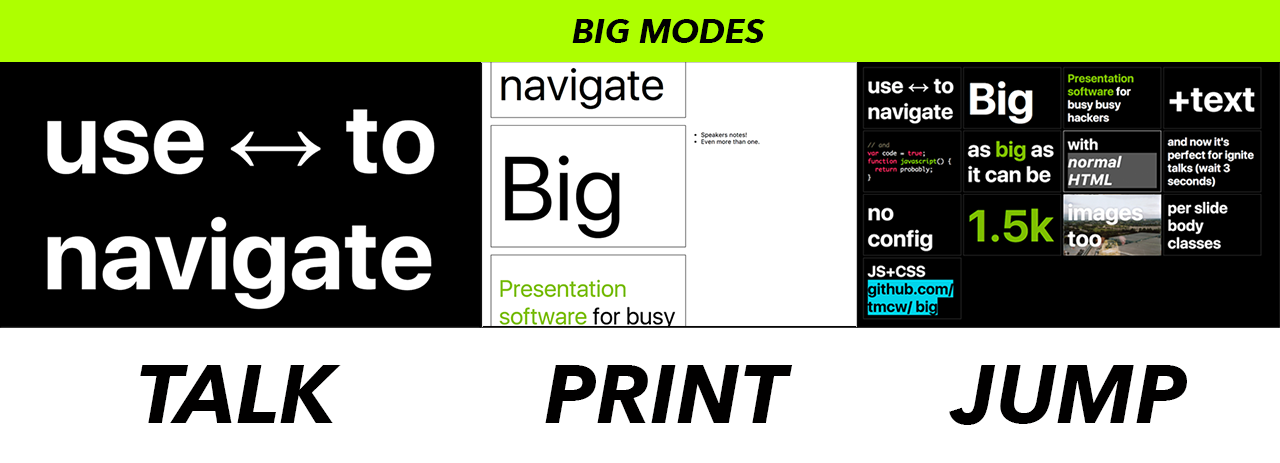 BIG MODES
use ↔ to
navigate
navigate
Big
• Speakers notes!
• Even more than one.
Presentation
software for busy
use ↔ to
navigate
Big
Presentation
software for
busy busy
hackers
+text
// and
var code = true;
function javascript() {
  return probably;
}
as big as
it can be
with
normal
HTML
and now it's
perfect for ignite
talks (wait 3
seconds)
no
config
1.5k
images
too
per slide
body
classes
JS+CSS
github.com/
tmcw/ big
TALK
PRINT
JUMP